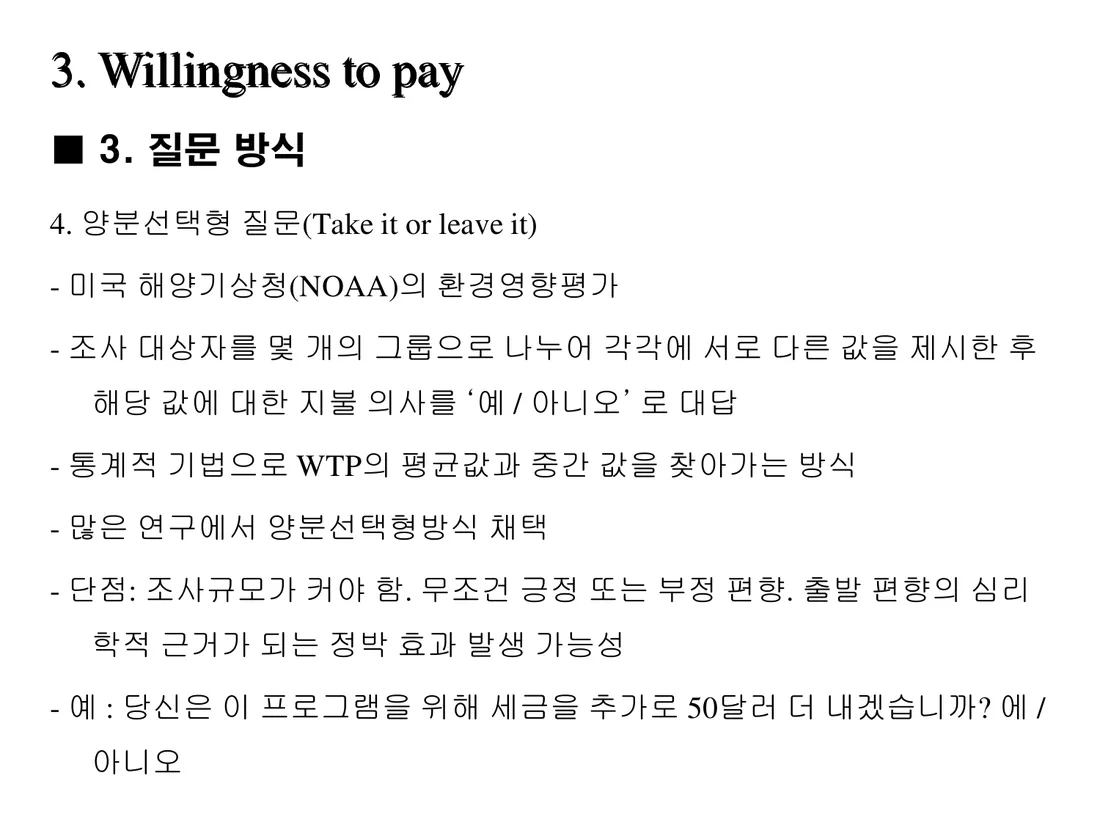 3. Willingness to pay
■ 3. 질문 방식
4. 양분선택형 질문(Take it or leave it)
- 미국 해양기상청(NOAA)의 환경영향평가
- 조사 대상자를 몇 개의 그룹으로 나누어 각각에 서로 다른 값을 제시한 후
해당 값에 대한 지불 의사를 ‘예 / 아니오’ 로 대답
- 통계적 기법으로 WTP의 평균값과 중간 값을 찾아가는 방식
- 많은 연구에서 양분선택형방식 채택
- 단점: 조사규모가 커야 함. 무조건 긍정 또는 부정 편향. 출발 편향의 심리
학적 근거가 되는 정박 효과 발생 가능성
- 예 : 당신은 이 프로그램을 위해 세금을 추가로 50달러 더 내겠습니까? 에 /
아니오